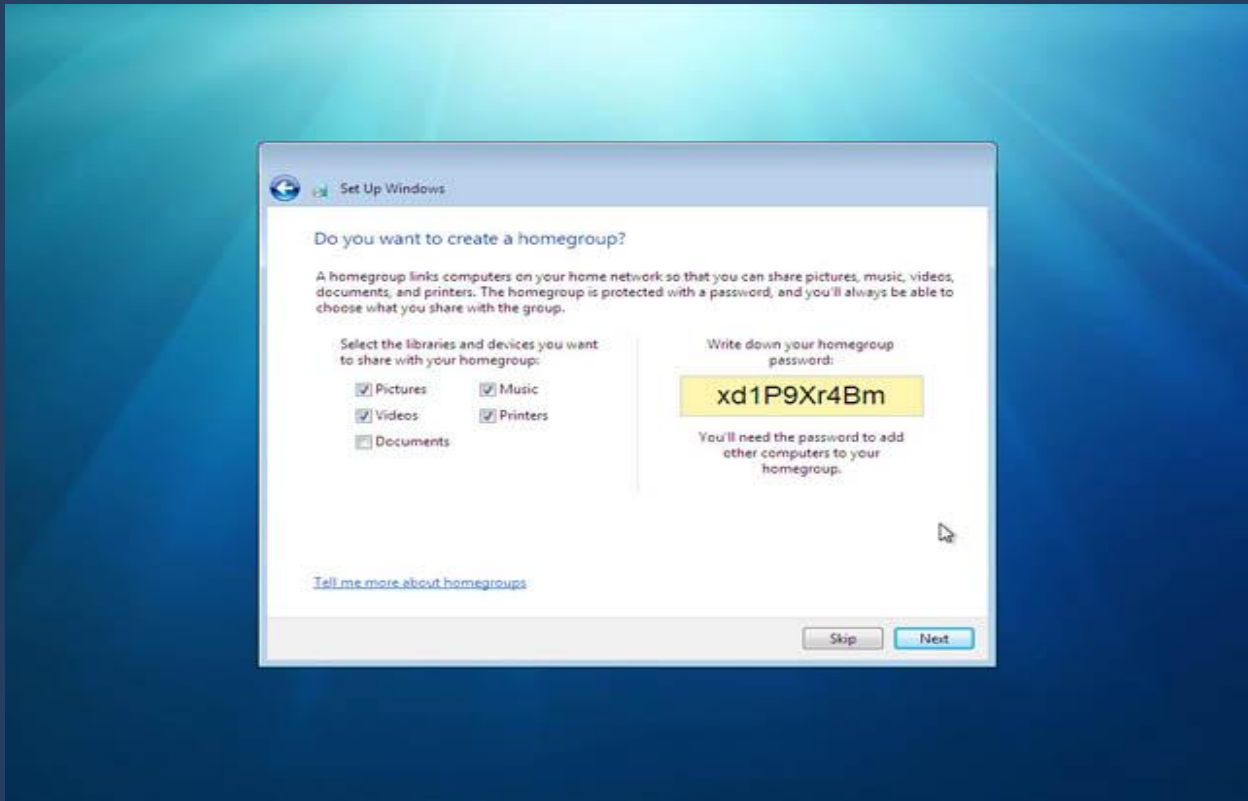 Set Up Windows
Do you want to create a homegroup?
A homegroup links computers on your home network so that you can share pictures, music, videos,
documents, and printers. The homegroup is protected with a password, and you'll always be able to
choose what you share with the group.
Select the libraries and devices you want
to share with your homegroup:
Pictures
Music
Videos
Printers
Documents
Write down your homegroup
password:
xd1P9Xr4Bm
You'll need the password to add
other computers to your
homegroup.
Tell me more about homegroups
Skip
Next